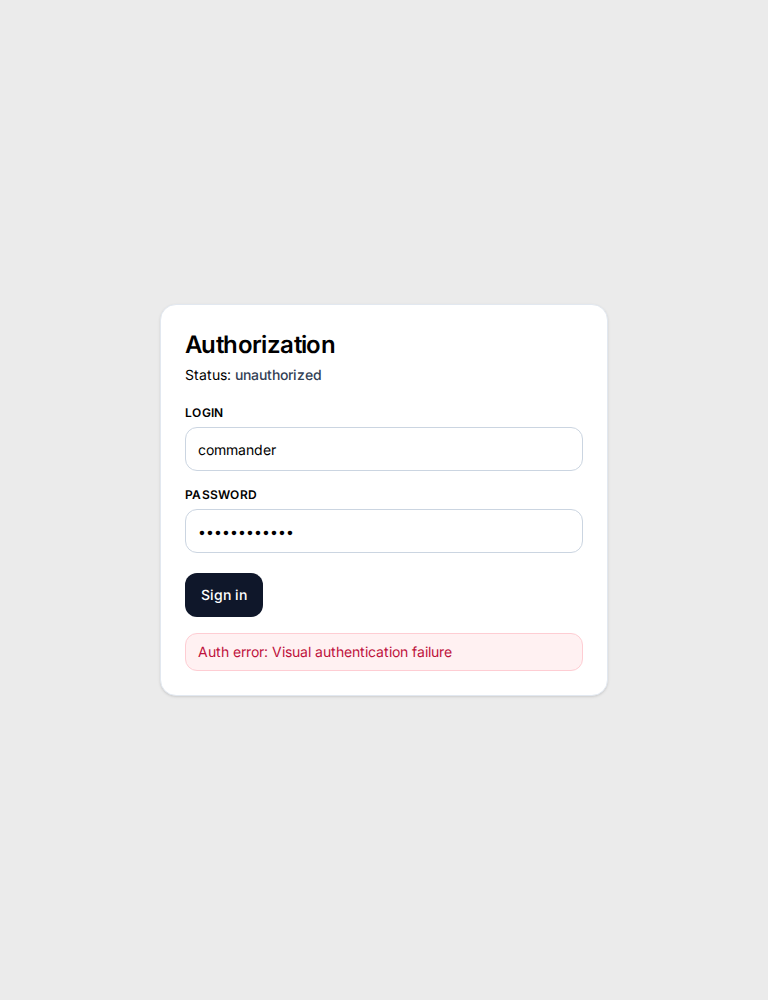 Authorization
Status: unauthorized
LOGIN
commander
PASSWORD
••••••••••••
Sign in
Auth error: Visual authentication failure